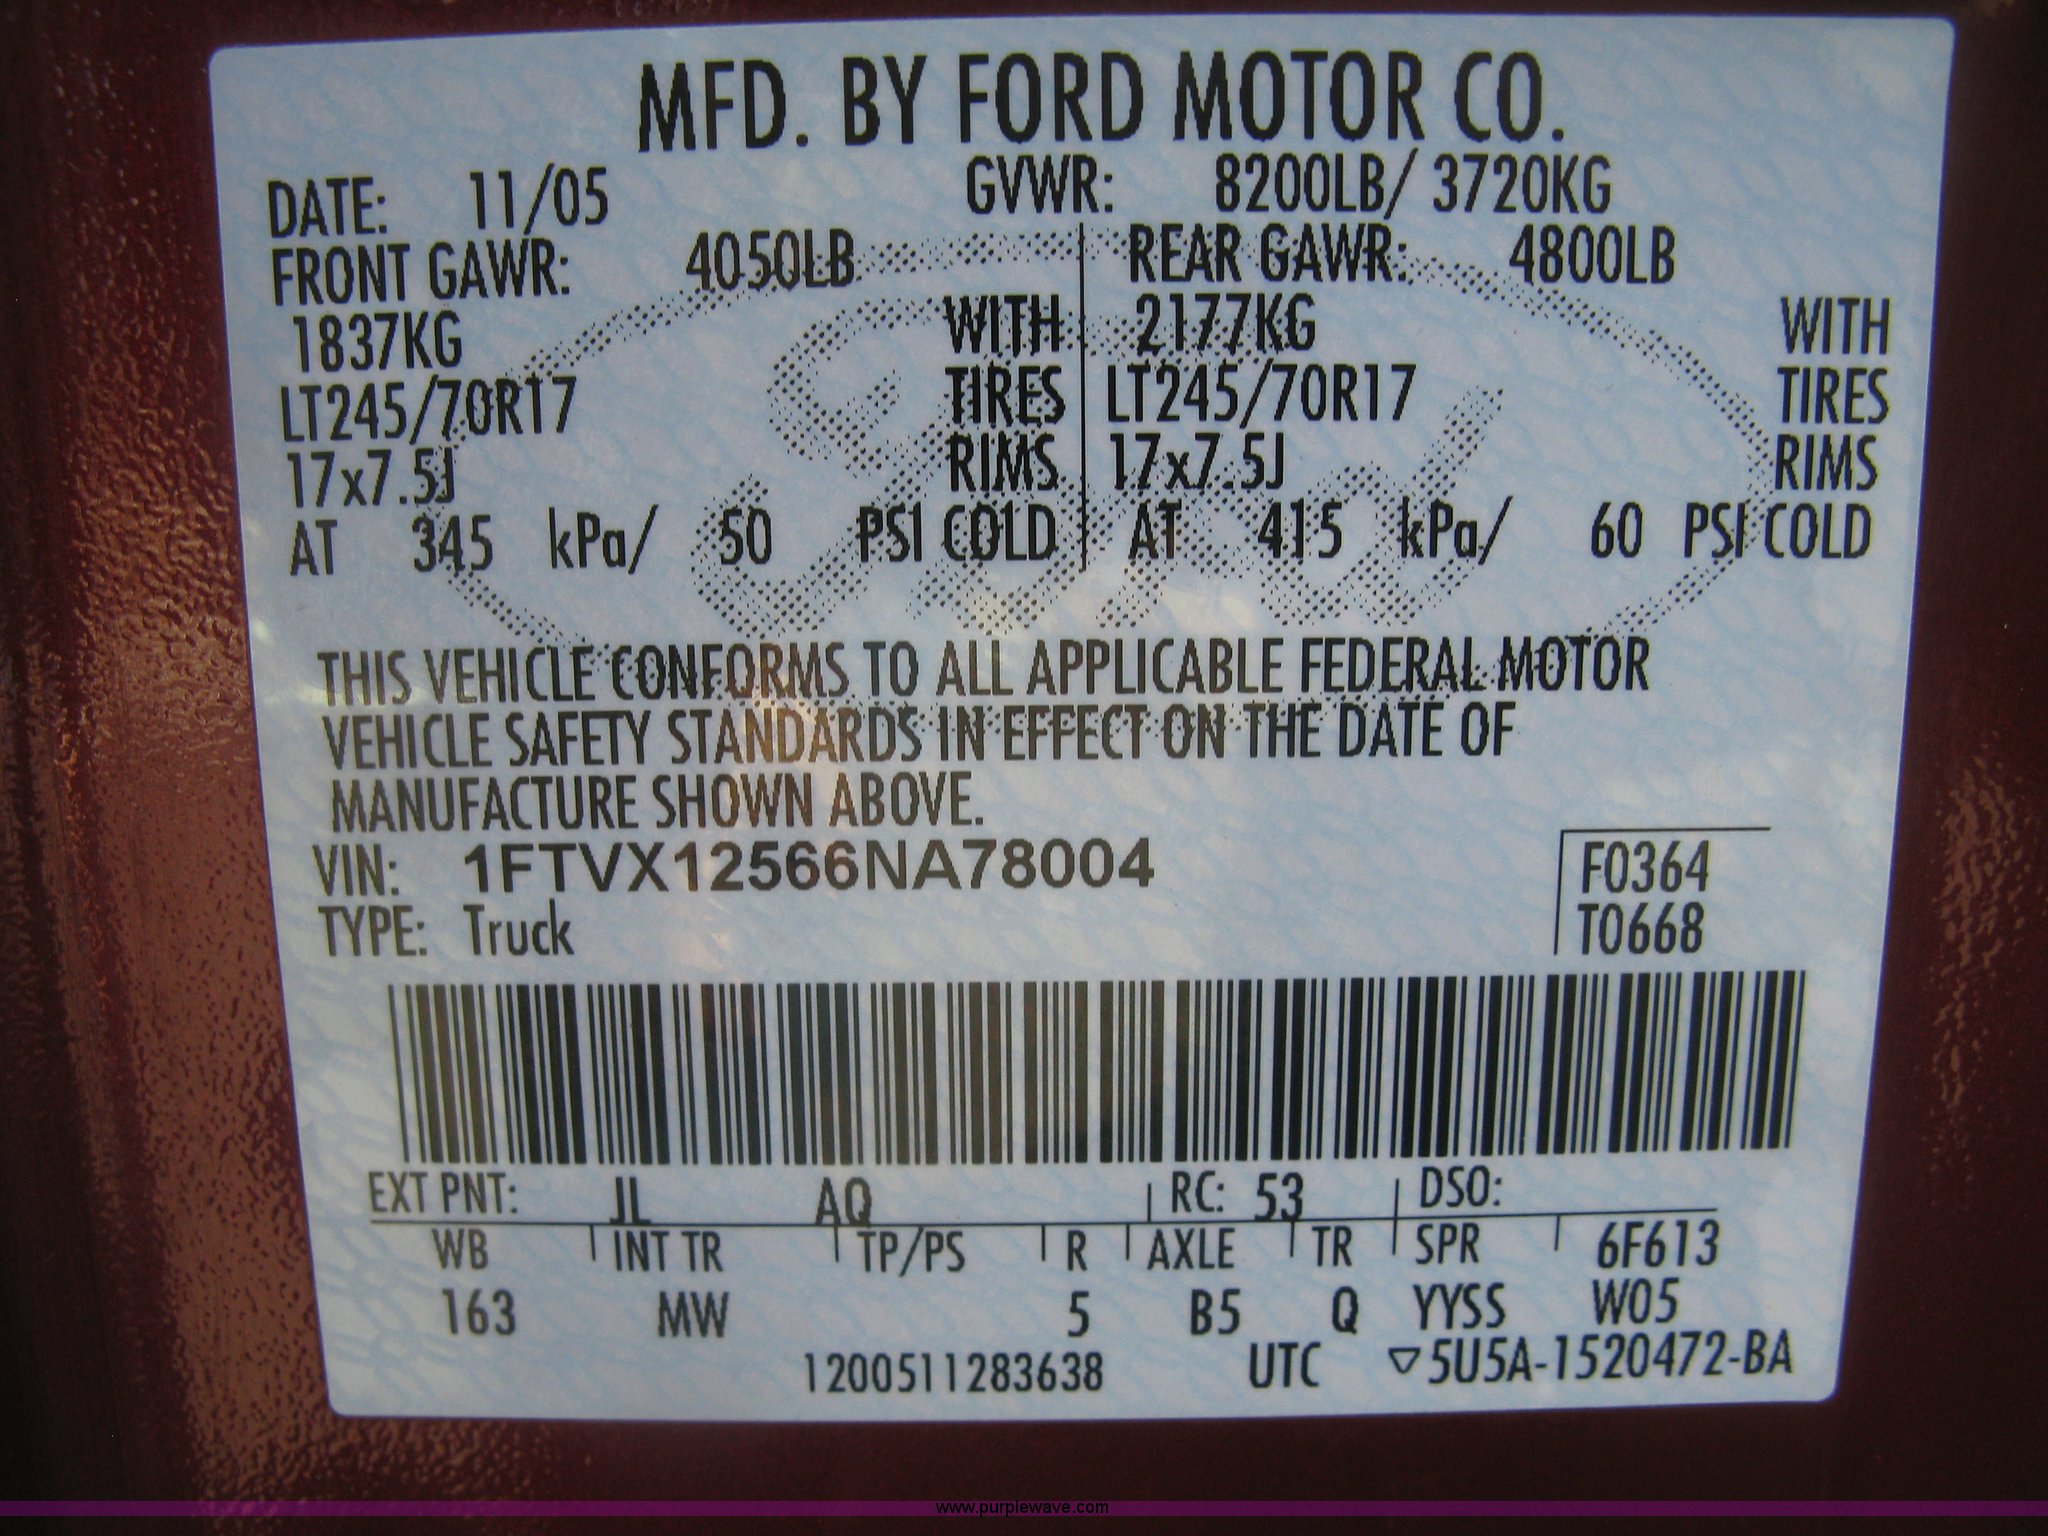 MFD. BY FORD MOTOR CO.
DATE: 11/05 GVWR: 8200LB/ 3720KG
FRONT GAWR: 4050LB REAR GAWR: 4800LB
1837KG WITH 2177KG WITH
LT245/70R17 TIRES LT245/70R17 TIRES
17x7.5J RIMS 17x7.5J RIMS
AT 345 kPa/ 50 PSI COLD AT 415 kPa/ 60 PSI COLD
THIS VEHICLE CONFORMS TO ALL APPLICABLE FEDERAL MOTOR
VEHICLE SAFETY STANDARDS IN EFFECT ON THE DATE OF
MANUFACTURE SHOWN ABOVE.
VIN: 1FTVX12566NA78004 F0364
TYPE: Truck T0668
EXT PNT: JL AQ RC: 53 DSO:
WB INT TR TP/PS R AXLE TR SPR 6F613
163 MW 5 B5 Q YYSS W05
1200511283638 UTC ▽5U5A-1520472-BA
www.purplewave.com